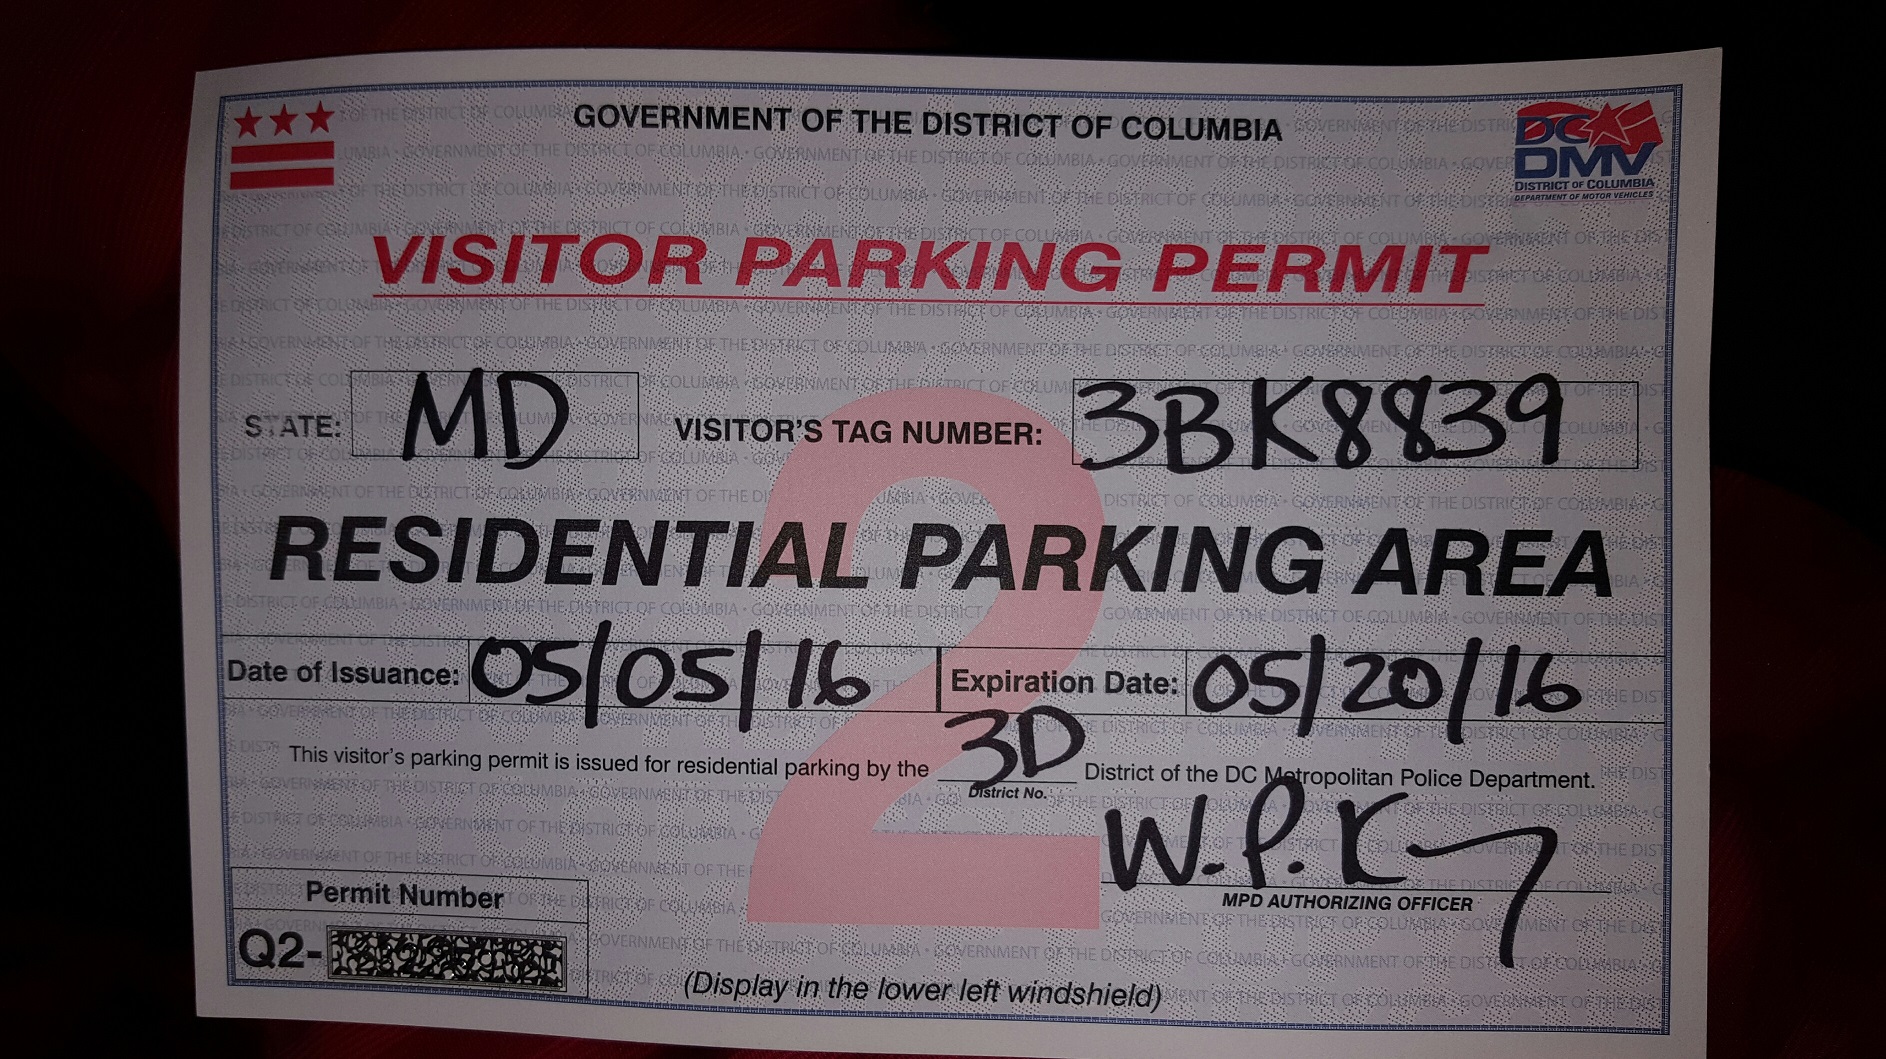 GOVERNMENT OF THE DISTRICT OF COLUMBIA
DC
DMV
DISTRICT OF COLUMBIA
DEPARTMENT OF MOTOR VEHICLES
VISITOR PARKING PERMIT
STATE: MD VISITOR'S TAG NUMBER: 3BK8839
2
RESIDENTIAL PARKING AREA
Date of Issuance: 05/05/16 Expiration Date: 05/20/16
This visitor's parking permit is issued for residential parking by the 3D District of the DC Metropolitan Police Department.
District No.
W.P.K
MPD AUTHORIZING OFFICER
Permit Number
Q2-
(Display in the lower left windshield)